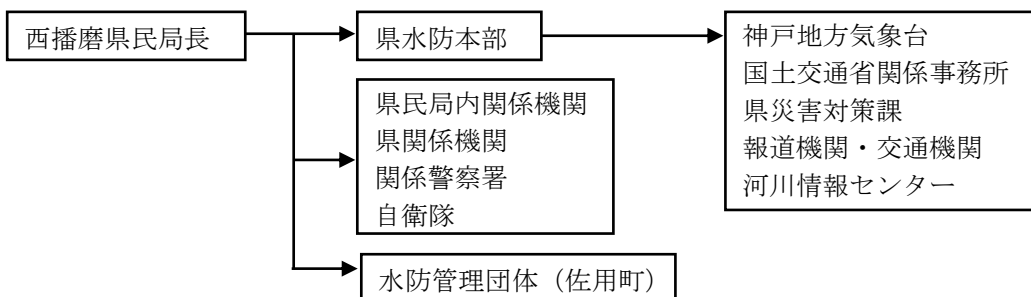 西播磨県民局長
県水防本部
神戸地方気象台
国土交通省関係事務所
県災害対策課
報道機関・交通機関
河川情報センター
県民局内関係機関
県関係機関
関係警察署
自衛隊
水防管理団体（佐用町）